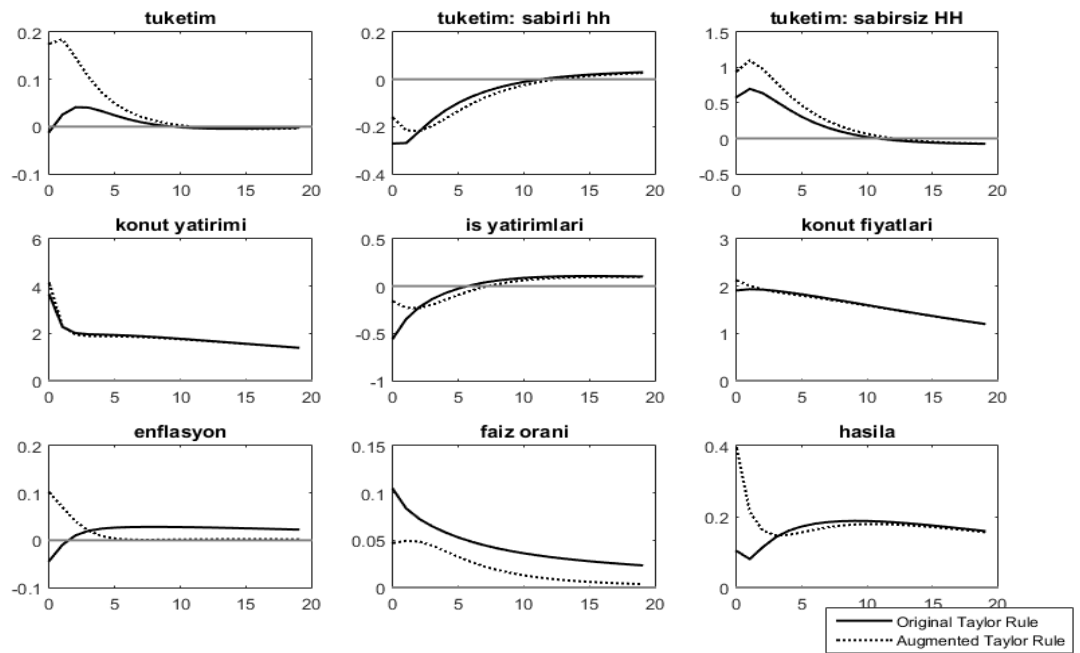 tuketim
0.2
0.1
0
-0.1
0 5 10 15 20
tuketim: sabirli hh
0.2
0
-0.2
-0.4
0 5 10 15 20
tuketim: sabirsiz HH
1.5
1
0.5
0
-0.5
0 5 10 15 20
konut yatirimi
6
4
2
0
0 5 10 15 20
is yatirimlari
0.5
0
-0.5
-1
0 5 10 15 20
konut fiyatlari
3
2
1
0
0 5 10 15 20
enflasyon
0.2
0.1
0
-0.1
0 5 10 15 20
faiz orani
0.15
0.1
0.05
0
0 5 10 15 20
hasila
0.4
0.2
0
0 5 10 15 20
Original Taylor Rule
Augmented Taylor Rule